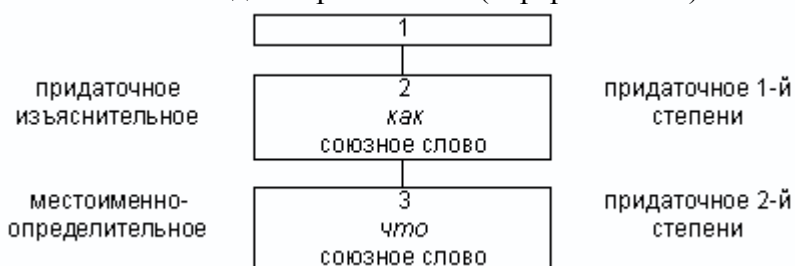 1
придаточное изъяснительное
2
как
союзное слово
придаточное 1-й степени
местоименно-определительное
3
что
союзное слово
придаточное 2-й степени